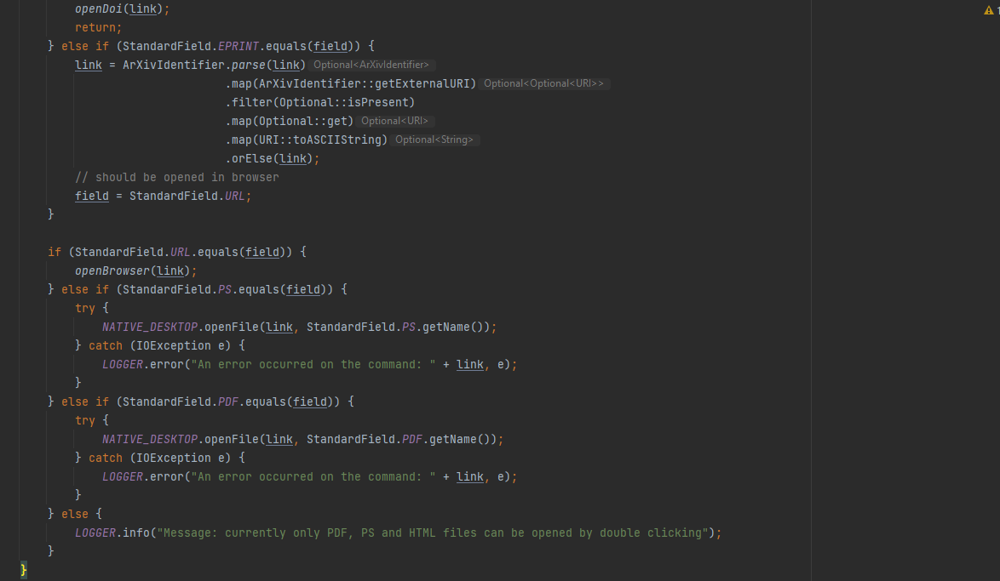 openDoi(link);
return;
} else if (StandardField.EPRINT.equals(field)) {
link = ArXivIdentifier.parse(link) Optional<ArXivIdentifier>
.map(ArXivIdentifier::getExternalURI) Optional<Optional<URI>>
.filter(Optional::isPresent)
.map(Optional::get) Optional<URI>
.map(URI::toASCIIString) Optional<String>
.orElse(link);
// should be opened in browser
field = StandardField.URL;
}
if (StandardField.URL.equals(field)) {
openBrowser(link);
} else if (StandardField.PS.equals(field)) {
try {
NATIVE_DESKTOP.openFile(link, StandardField.PS.getName());
} catch (IOException e) {
LOGGER.error("An error occurred on the command: " + link, e);
}
} else if (StandardField.PDF.equals(field)) {
try {
NATIVE_DESKTOP.openFile(link, StandardField.PDF.getName());
} catch (IOException e) {
LOGGER.error("An error occurred on the command: " + link, e);
}
} else {
LOGGER.info("Message: currently only PDF, PS and HTML files can be opened by double clicking");
}
}